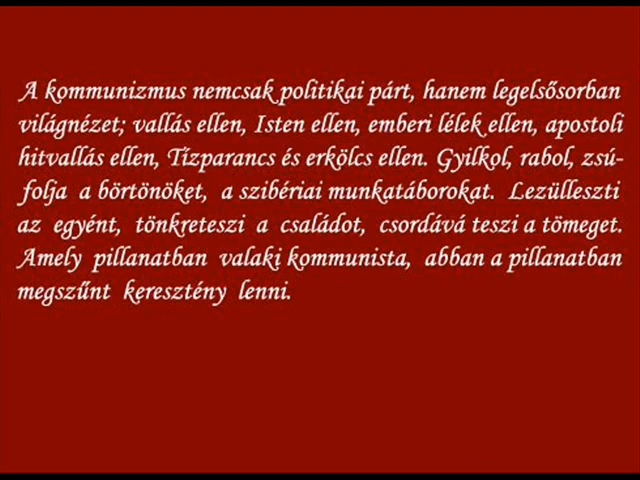 A kommunizmus nemcsak politikai párt, hanem legelsősorban
világnézet; vallás ellen, Isten ellen, emberi lélek ellen, apostoli
hitvallás ellen, Tízparancs és erkölcs ellen. Gyilkol, rabol, zsú-
folja a börtönöket, a szibériai munkatáborokat. Lezülleszti
az egyént, tönkreteszi a családot, csordává teszi a tömeget.
Amely pillanatban valaki kommunista, abban a pillanatban
megszűnt keresztény lenni.